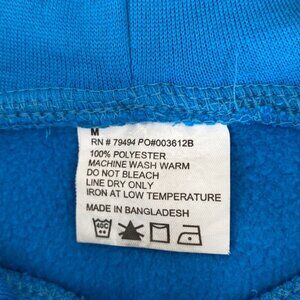 M
RN # 79494 PO#003612B
100% POLYESTER
MACHINE WASH WARM
DO NOT BLEACH
LINE DRY ONLY
IRON AT LOW TEMPERATURE
MADE IN BANGLADESH
40C